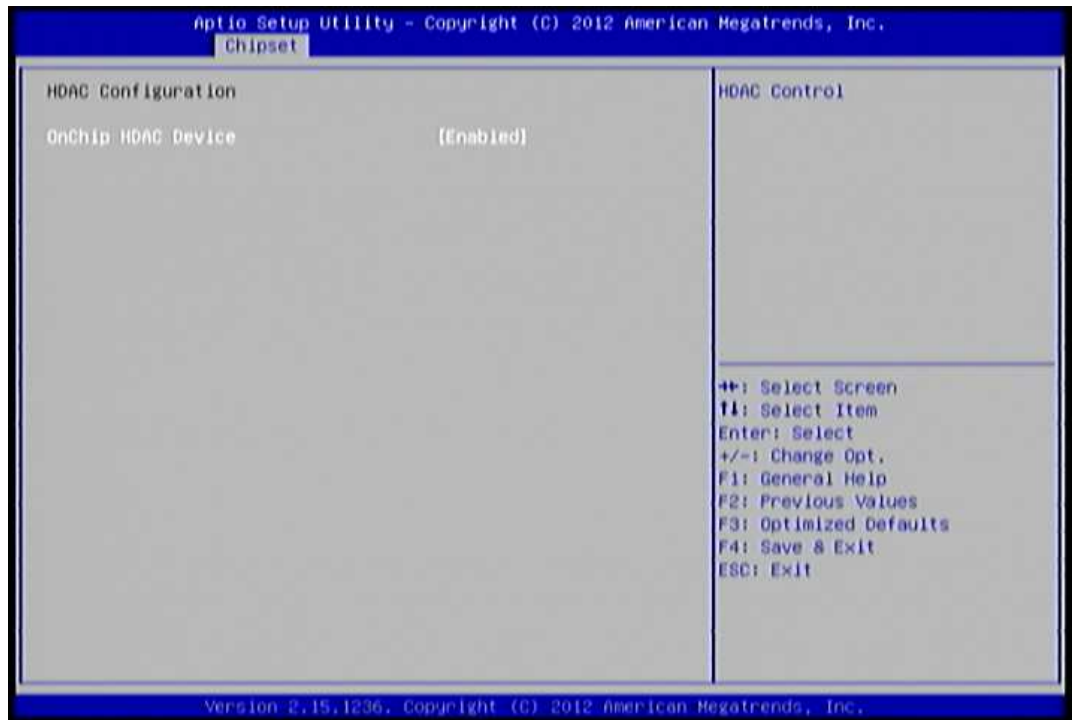 Aptio Setup Utility - Copyright (C) 2012 American Megatrends, Inc.
Chipset
HDAC Configuration
OnChip HDAC Device [Enabled]
HDAC Control
→←: Select Screen
↑↓: Select Item
Enter: Select
+/-: Change Opt.
F1: General Help
F2: Previous Values
F3: Optimized Defaults
F4: Save & Exit
ESC: Exit
Version 2.15.1236. Copyright (C) 2012 American Megatrends, Inc.